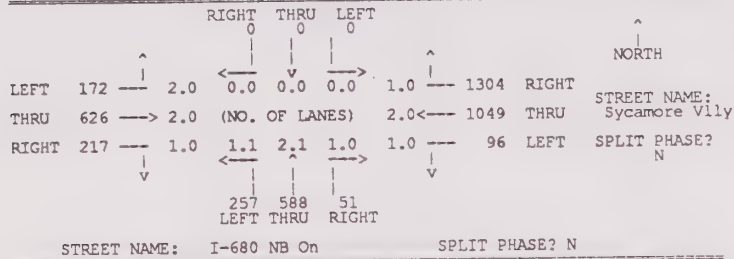 RIGHT THRU LEFT
0 0 0
^
| | | |
^ | | | ^ NORTH
| <--- v ---> |
LEFT 172 --- 2.0 0.0 0.0 0.0 1.0 --- 1304 RIGHT
STREET NAME:
THRU 626 ---> 2.0 (NO. OF LANES) 2.0<--- 1049 THRU Sycamore Vlly
RIGHT 217 --- 1.0 1.1 2.1 1.0 1.0 --- 96 LEFT SPLIT PHASE?
| <--- ^ ---> | N
v | | | v
| | |
257 588 51
LEFT THRU RIGHT
STREET NAME: I-680 NB On SPLIT PHASE? N